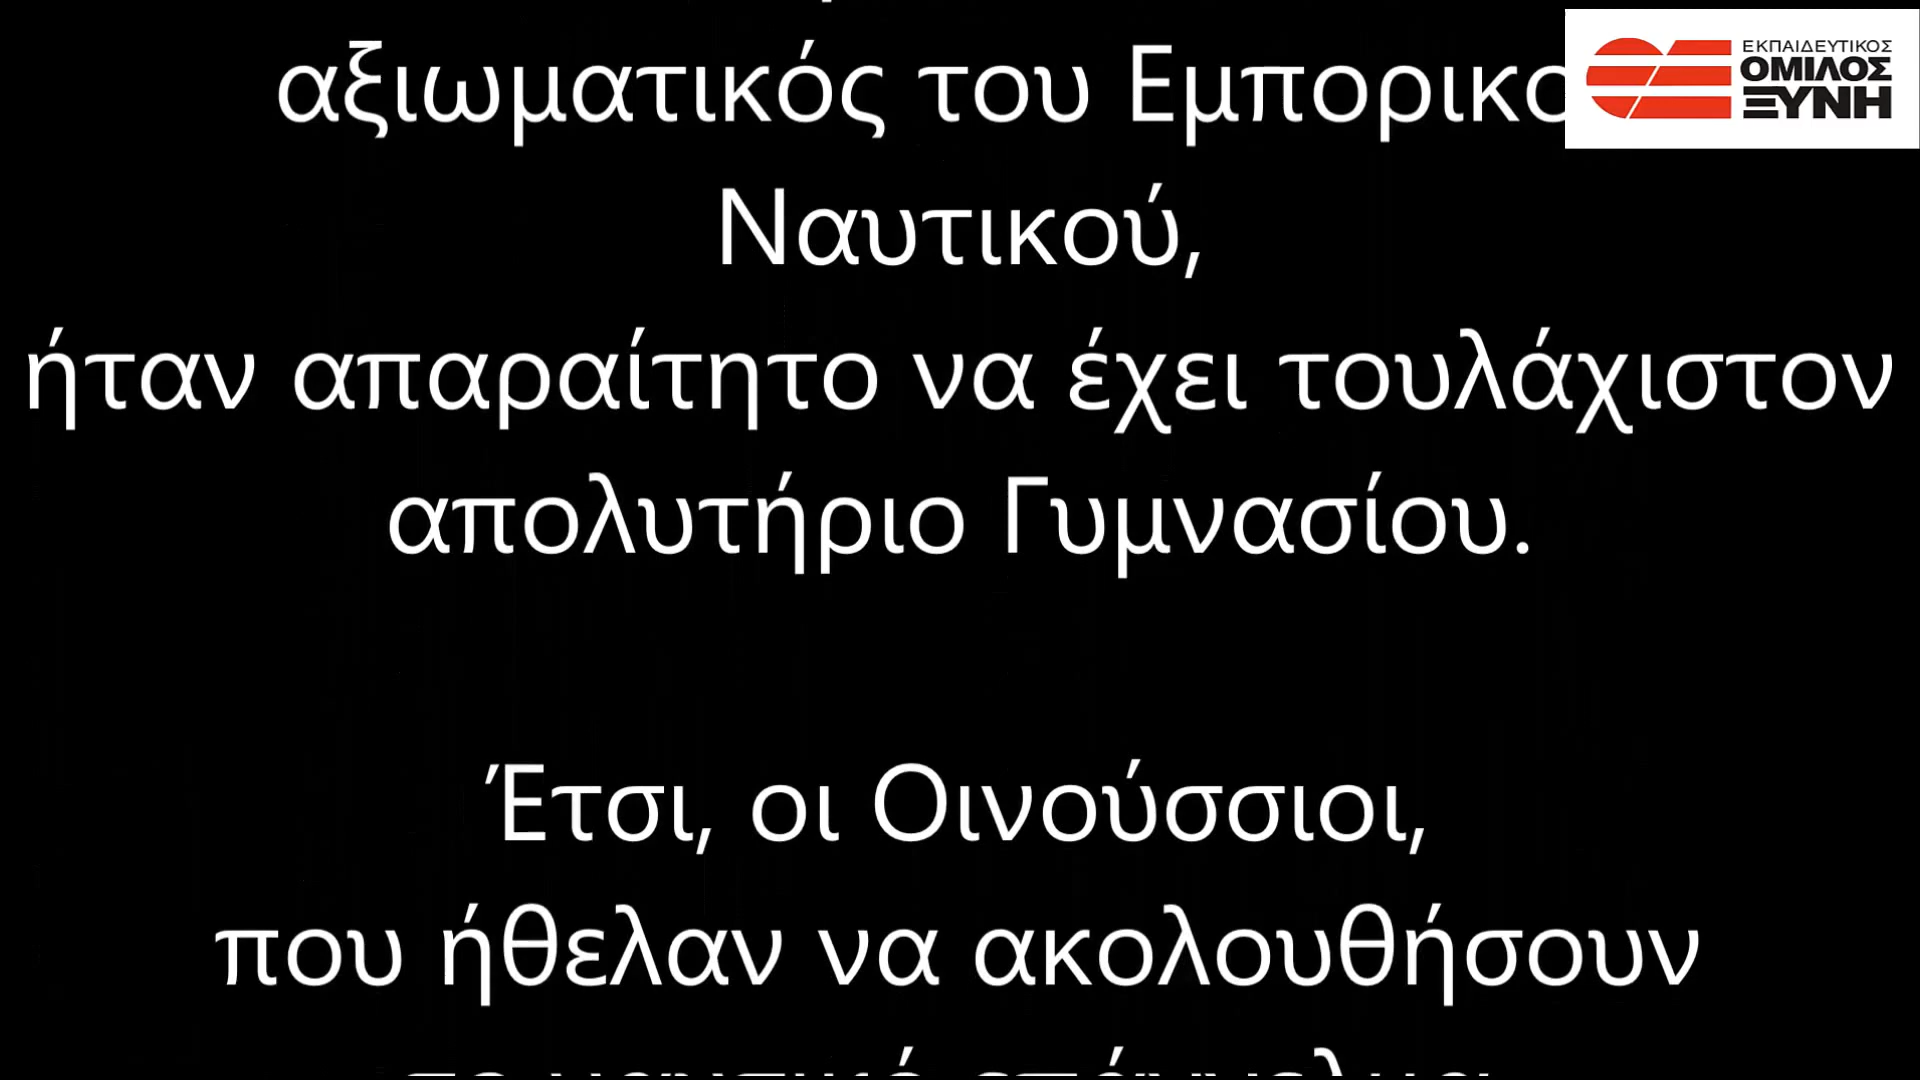 αξιωματικός του Εμπορικο
Ναυτικού,
ήταν απαραίτητο να έχει τουλάχιστον
απολυτήριο Γυμνασίου.
Έτσι, οι Οινούσσιοι,
που ήθελαν να ακολουθήσουν
ΕΚΠΑΙΔΕΥΤΙΚΟΣ
ΟΜΙΛΟΣ
ΞΥΝΗ